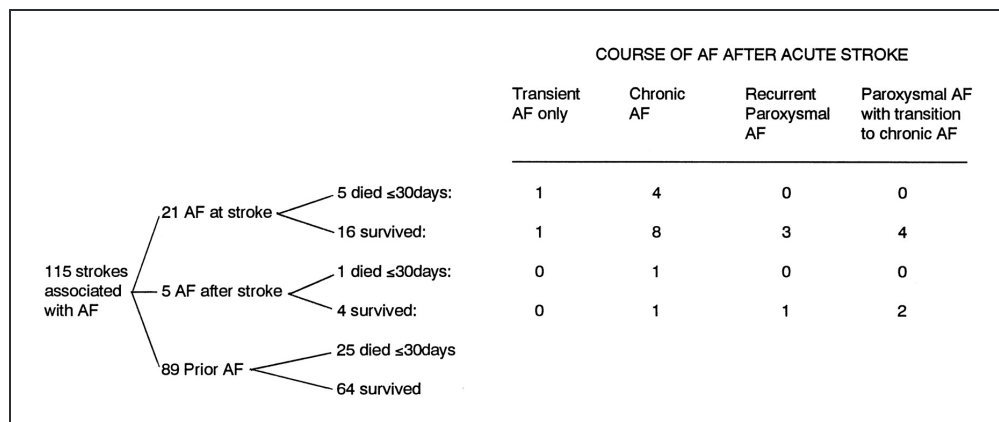 COURSE OF AF AFTER ACUTE STROKE
Transient Chronic Recurrent Paroxysmal AF
AF only AF Paroxysmal with transition
AF to chronic AF
5 died ≤30days: 1 4 0 0
21 AF at stroke
16 survived: 1 8 3 4
115 strokes
associated
with AF
1 died ≤30days: 0 1 0 0
5 AF after stroke
4 survived: 0 1 1 2
25 died ≤30days
89 Prior AF
64 survived